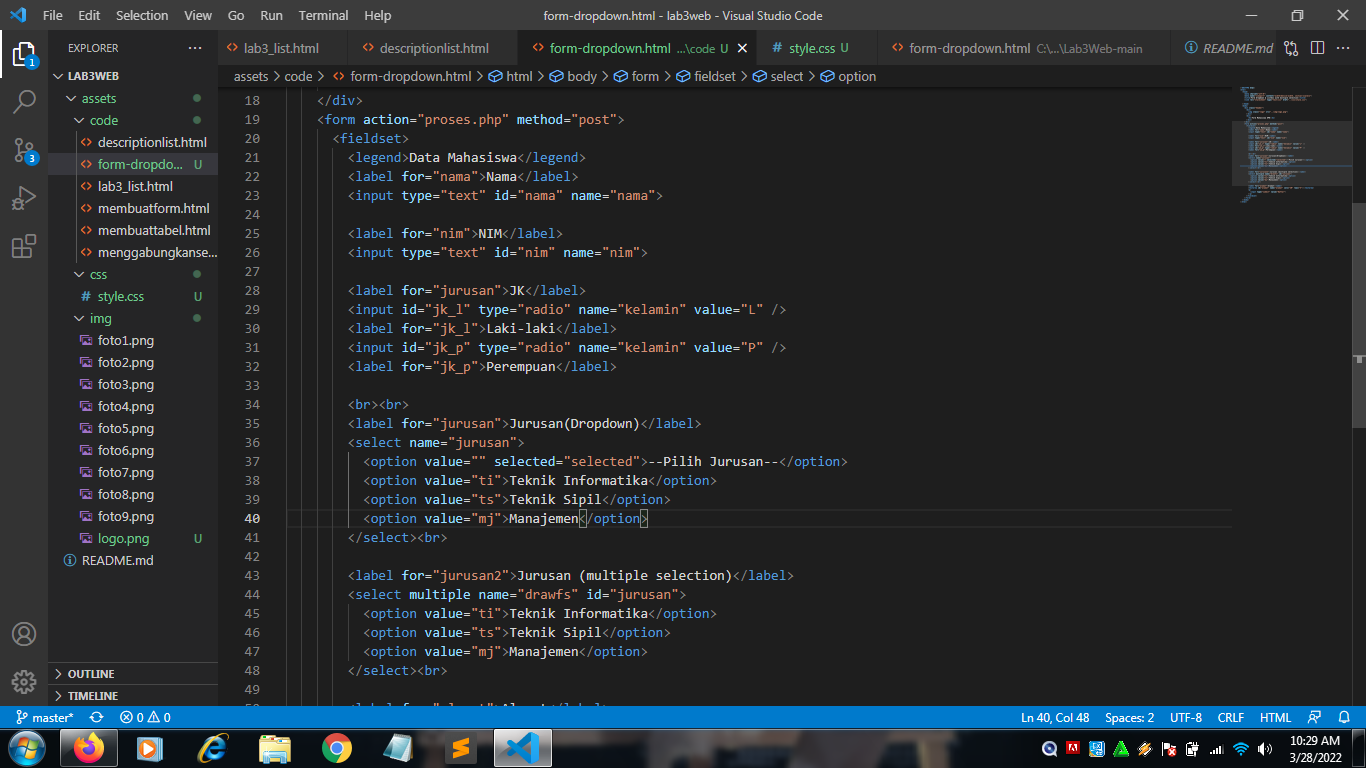 File Edit Selection View Go Run Terminal Help form-dropdown.html - lab3web - Visual Studio Code
EXPLORER
LAB3WEB
assets
code
descriptionlist.html
form-dropdo... U
lab3_list.html
membuatform.html
membuattabel.html
menggabungkanse...
css
# style.css U
img
foto1.png
foto2.png
foto3.png
foto4.png
foto5.png
foto6.png
foto7.png
foto8.png
foto9.png
logo.png U
README.md
OUTLINE
TIMELINE
1
3
lab3_list.html descriptionlist.html form-dropdown.html ...\code U # style.css U form-dropdown.html C:\...\Lab3Web-main README.md
assets > code > form-dropdown.html > html > body > form > fieldset > select > option
18 </div>
19 <form action="proses.php" method="post">
20 <fieldset>
21 <legend>Data Mahasiswa</legend>
22 <label for="nama">Nama</label>
23 <input type="text" id="nama" name="nama">
24
25 <label for="nim">NIM</label>
26 <input type="text" id="nim" name="nim">
27
28 <label for="jurusan">JK</label>
29 <input id="jk_l" type="radio" name="kelamin" value="L" />
30 <label for="jk_l">Laki-laki</label>
31 <input id="jk_p" type="radio" name="kelamin" value="P" />
32 <label for="jk_p">Perempuan</label>
33
34 <br><br>
35 <label for="jurusan">Jurusan(Dropdown)</label>
36 <select name="jurusan">
37 <option value="" selected="selected">--Pilih Jurusan--</option>
38 <option value="ti">Teknik Informatika</option>
39 <option value="ts">Teknik Sipil</option>
40 <option value="mj">Manajemen</option>
41 </select><br>
42
43 <label for="jurusan2">Jurusan (multiple selection)</label>
44 <select multiple name="drawfs" id="jurusan">
45 <option value="ti">Teknik Informatika</option>
46 <option value="ts">Teknik Sipil</option>
47 <option value="mj">Manajemen</option>
48 </select><br>
49
master* 0 0 Ln 40, Col 48 Spaces: 2 UTF-8 CRLF HTML
10:29 AM
3/28/2022